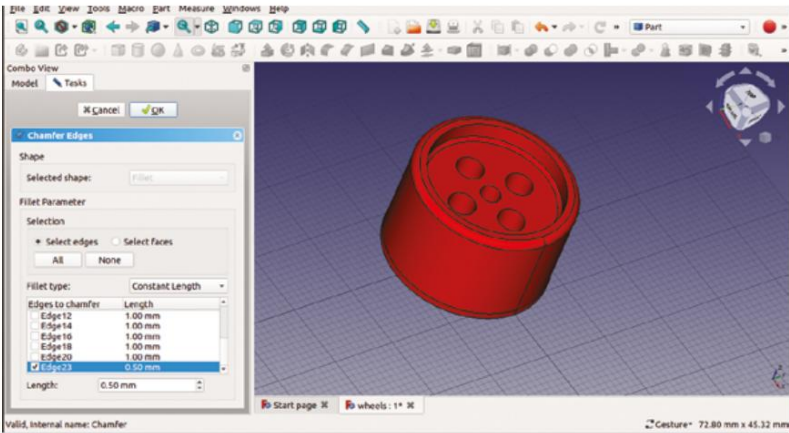 File Edit View Tools Macro Part Measure Windows Help
Part
Combo View
Model Tasks
Cancel OK
Chamfer Edges
Shape
Selected shape: Fillet
Fillet Parameter
Selection
Select edges Select faces
All None
Fillet type: Constant Length
Edges to chamfer Length
Edge12 1.00 mm
Edge14 1.00 mm
Edge16 1.00 mm
Edge18 1.00 mm
Edge20 1.00 mm
Edge23 0.50 mm
Length: 0.50 mm
Start page wheels : 1*
Valid, Internal name: Chamfer Gesture 72.80 mm x 45.32 mm